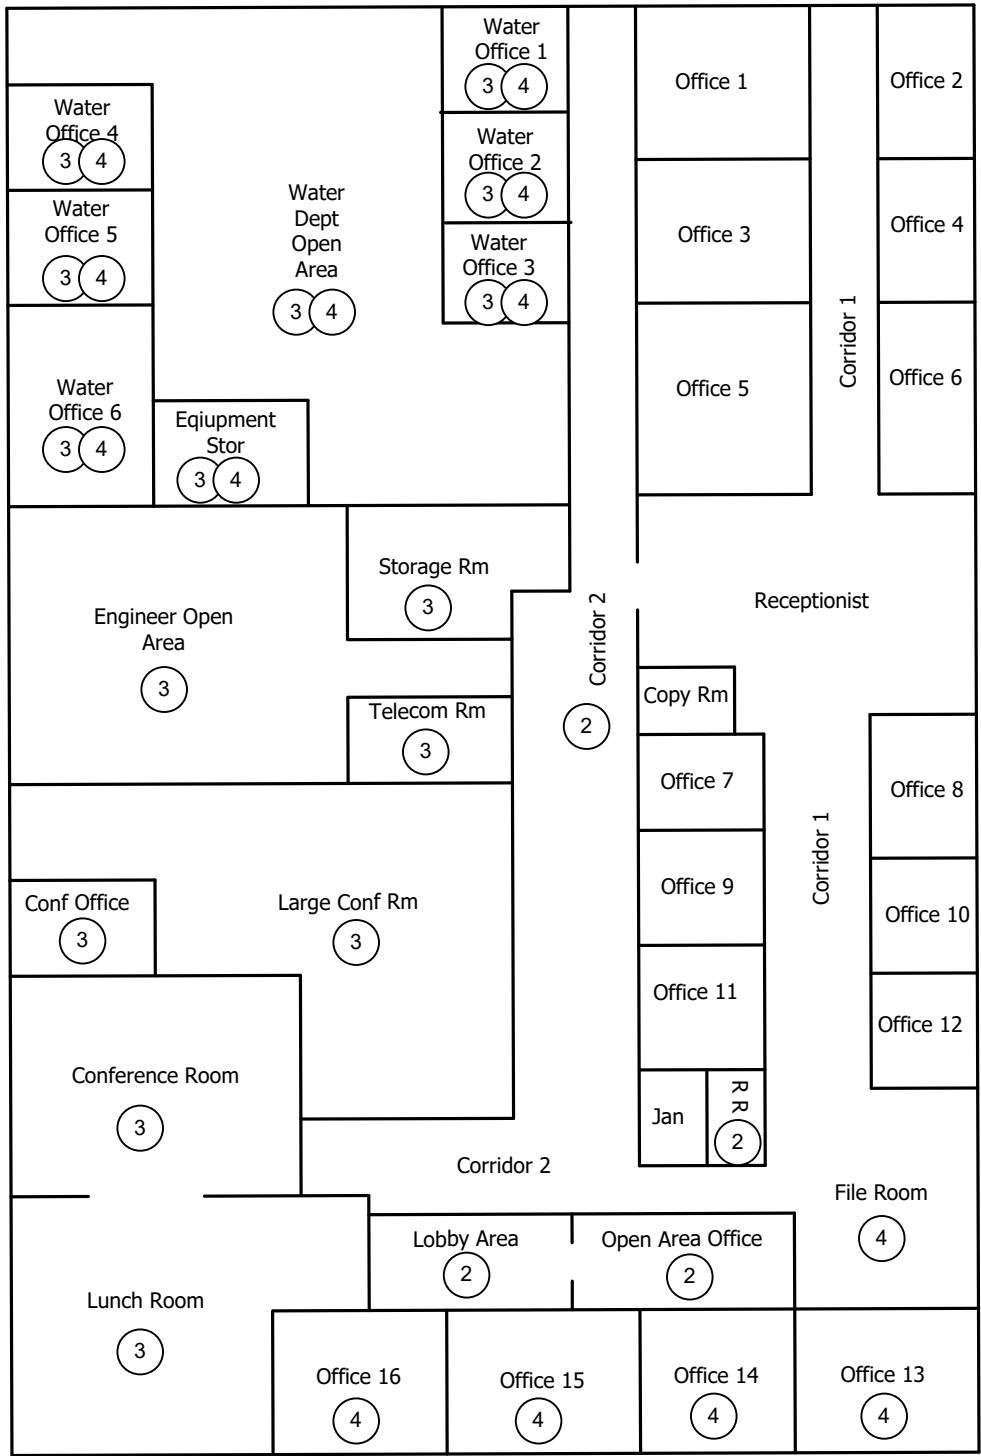 Water
Office 1
3 4
Office 1
Office 2
Water
Office 4
3 4
Water
Office 2
3 4
Water
Dept
Open
Area
3 4
Water
Office 5
3 4
Water
Office 3
3 4
Office 3
Office 4
Corridor 1
Water
Office 6
3 4
Eqiupment
Stor
3 4
Office 5
Office 6
Storage Rm
3
Engineer Open
Area
3
Corridor 2
2
Receptionist
Telecom Rm
3
Copy Rm
Office 7
Office 8
Corridor 1
Conf Office
3
Large Conf Rm
3
Office 9
Office 10
Office 11
Office 12
Conference Room
3
Jan
R R
2
Corridor 2
File Room
4
Lobby Area
2
Open Area Office
2
Lunch Room
3
Office 16
4
Office 15
4
Office 14
4
Office 13
4